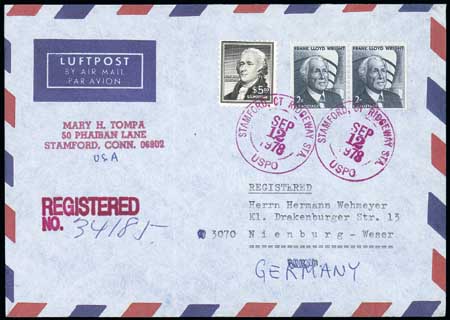 LUFTPOST
BY AIR MAIL
PAR AVION
$5
FRANK LLOYD WRIGHT
2¢
FRANK LLOYD WRIGHT
2¢
MARY H. TOMPA
50 PHAIBAN LANE
STAMFORD, CONN. 06802
USA
STAMFORD, CT RIDGEWAY STA.
SEP
12
1978
USPO
STAMFORD, CT RIDGEWAY STA.
SEP
12
1978
USPO
REGISTERED
NO. 34185
REGISTERED
Herrn Hermann Wehmeyer
Kl. Drakenburger Str. 13
3070 Nienburg - Weser
GERMANY